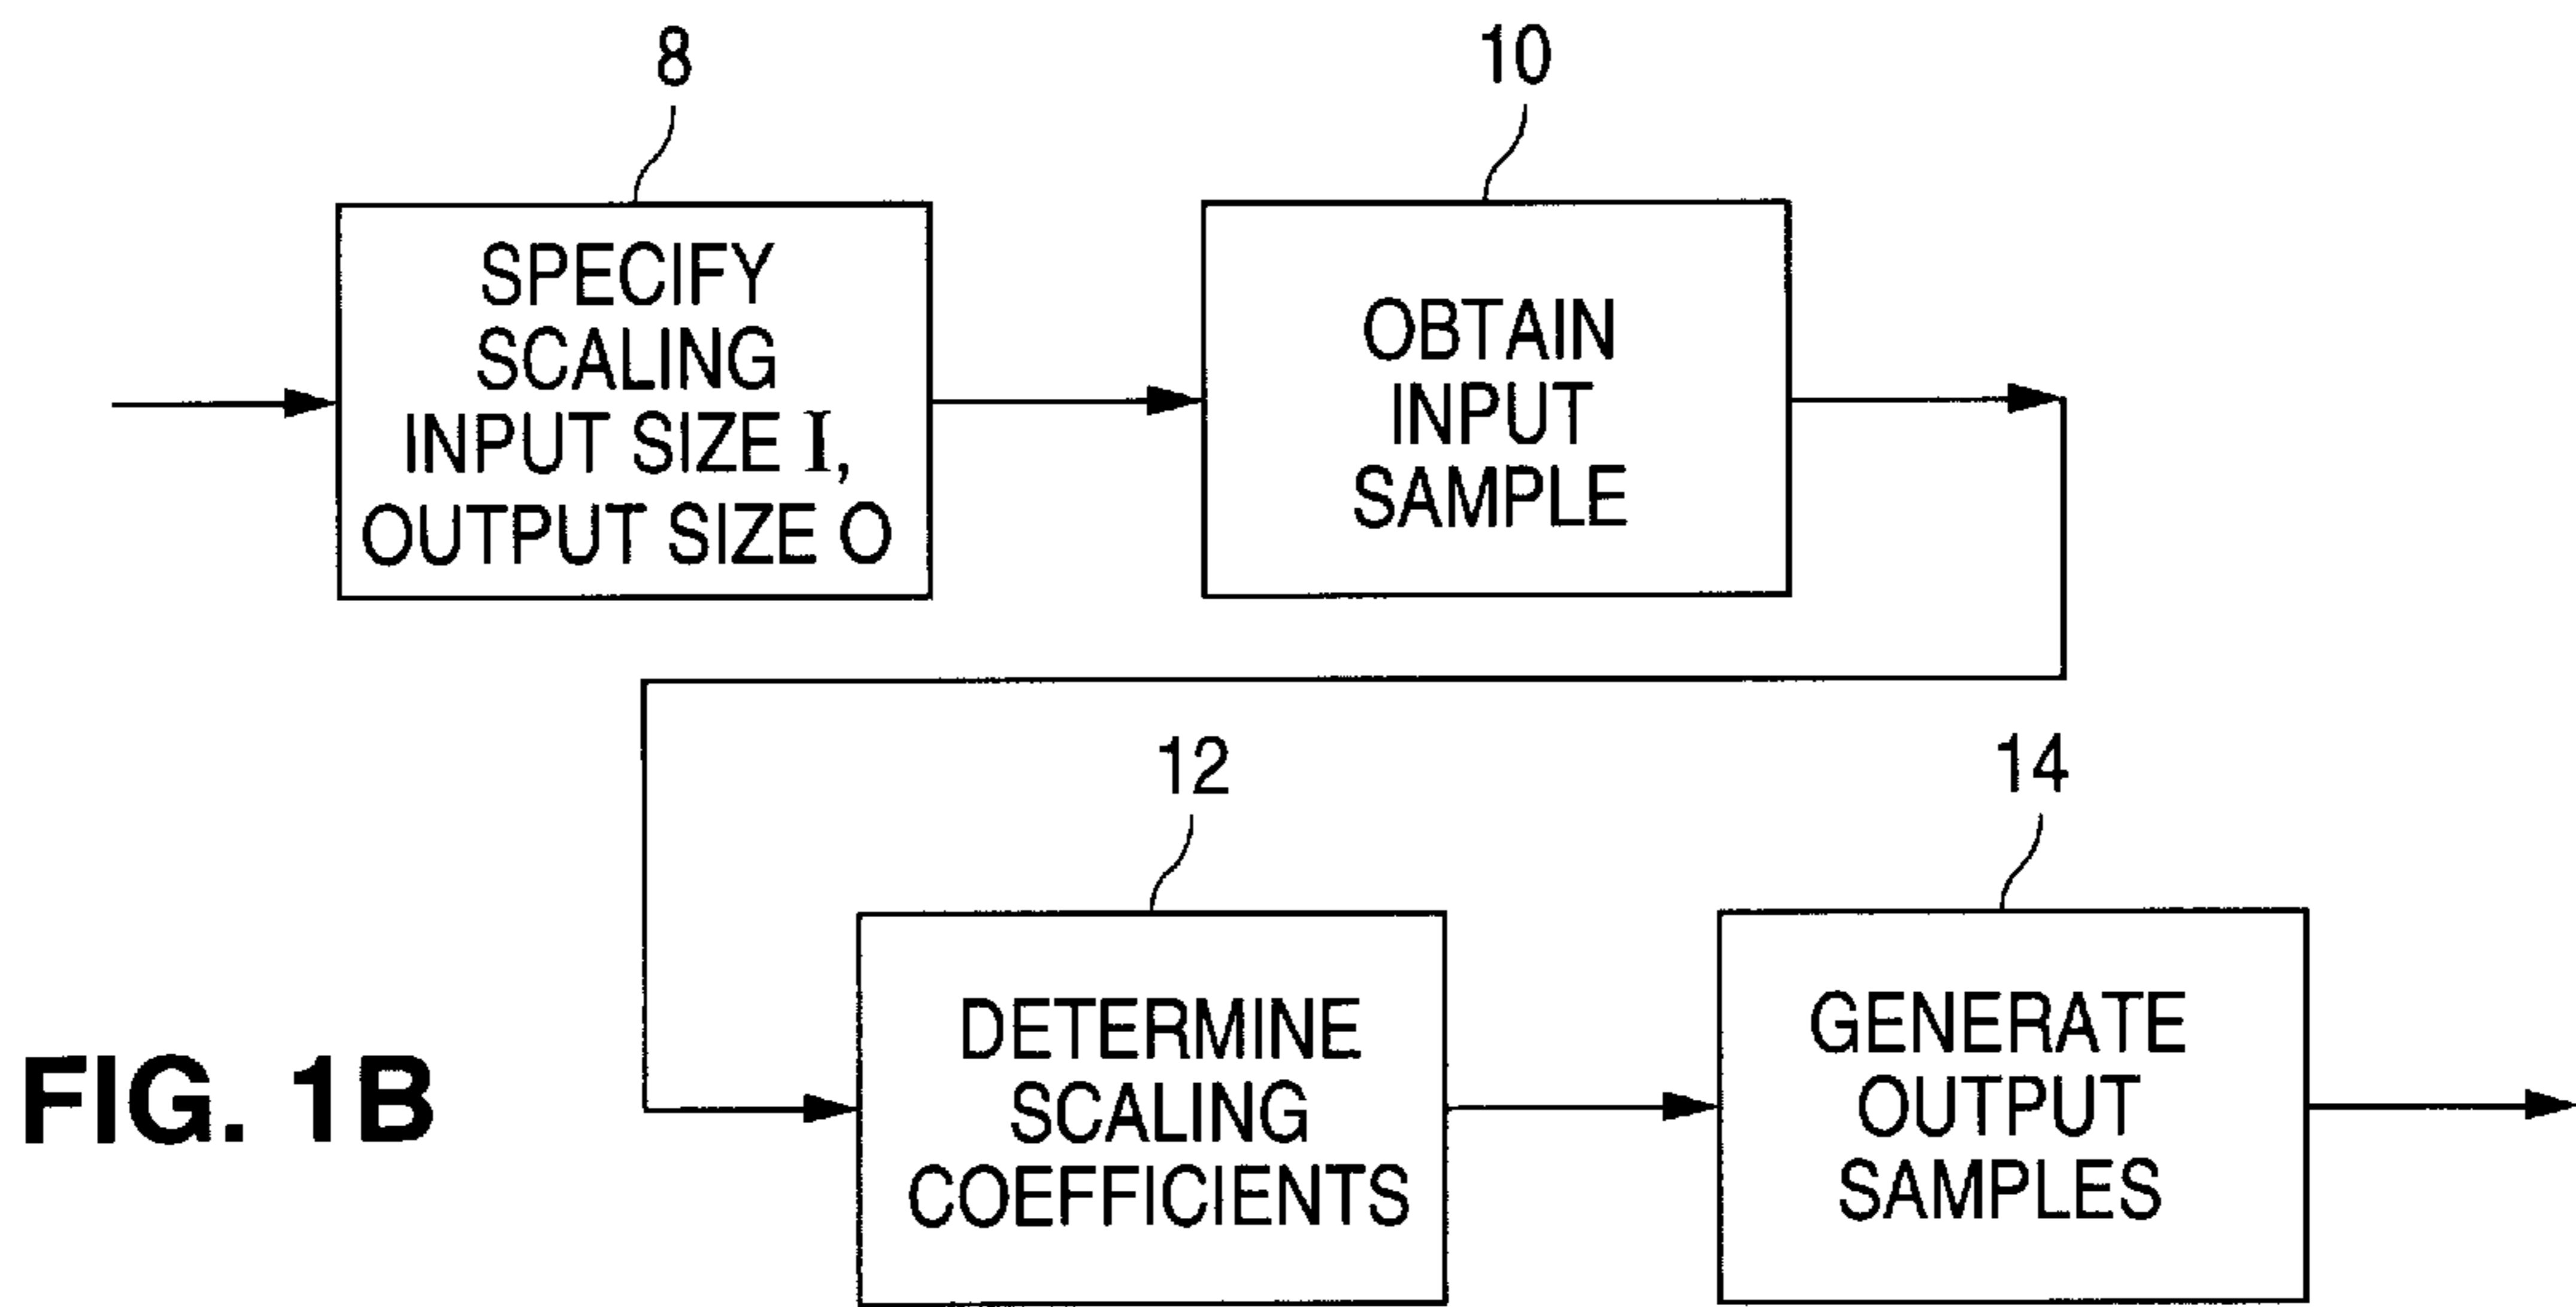 8
SPECIFY
SCALING
INPUT SIZE I,
OUTPUT SIZE O
10
OBTAIN
INPUT
SAMPLE
12
DETERMINE
SCALING
COEFFICIENTS
14
GENERATE
OUTPUT
SAMPLES
FIG. 1B